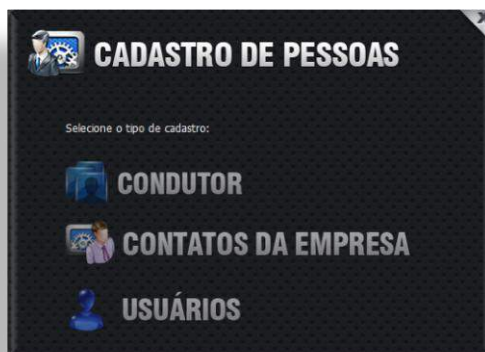 CADASTRO DE PESSOAS
Selecione o tipo de cadastro:
CONDUTOR
CONTATOS DA EMPRESA
USUÁRIOS